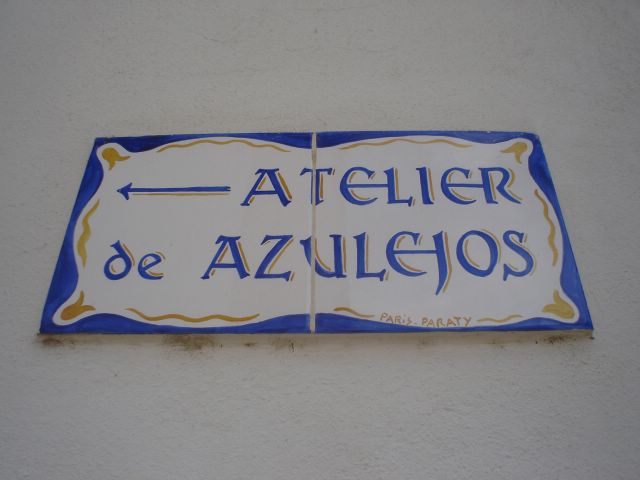 ← ATELIER
de AZULEJOS
PARIS. PARATY